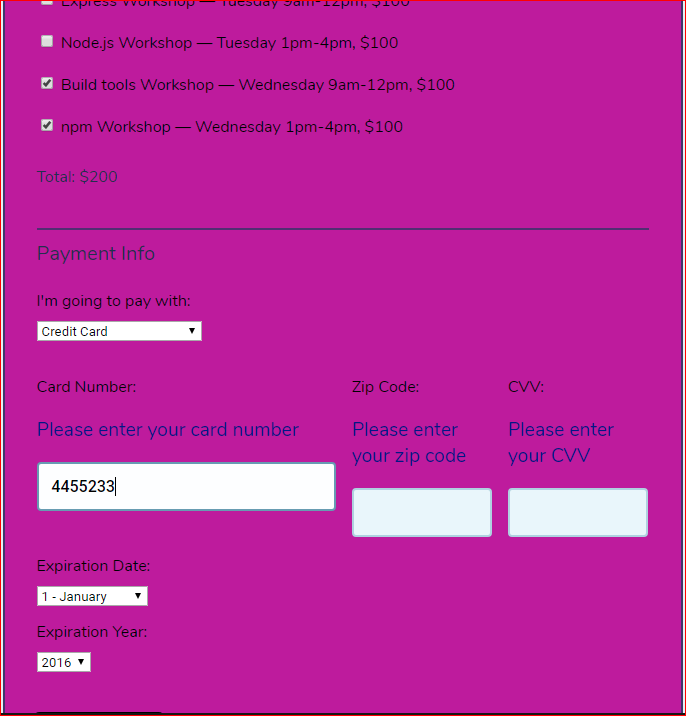 Express Workshop — Tuesday 9am-12pm, $100
Node.js Workshop — Tuesday 1pm-4pm, $100
Build tools Workshop — Wednesday 9am-12pm, $100
npm Workshop — Wednesday 1pm-4pm, $100
Total: $200
Payment Info
I'm going to pay with:
Credit Card
Card Number:
Zip Code:
CVV:
Please enter your card number
Please enter
your zip code
Please enter
your CVV
4455233
Expiration Date:
1 - January
Expiration Year:
2016